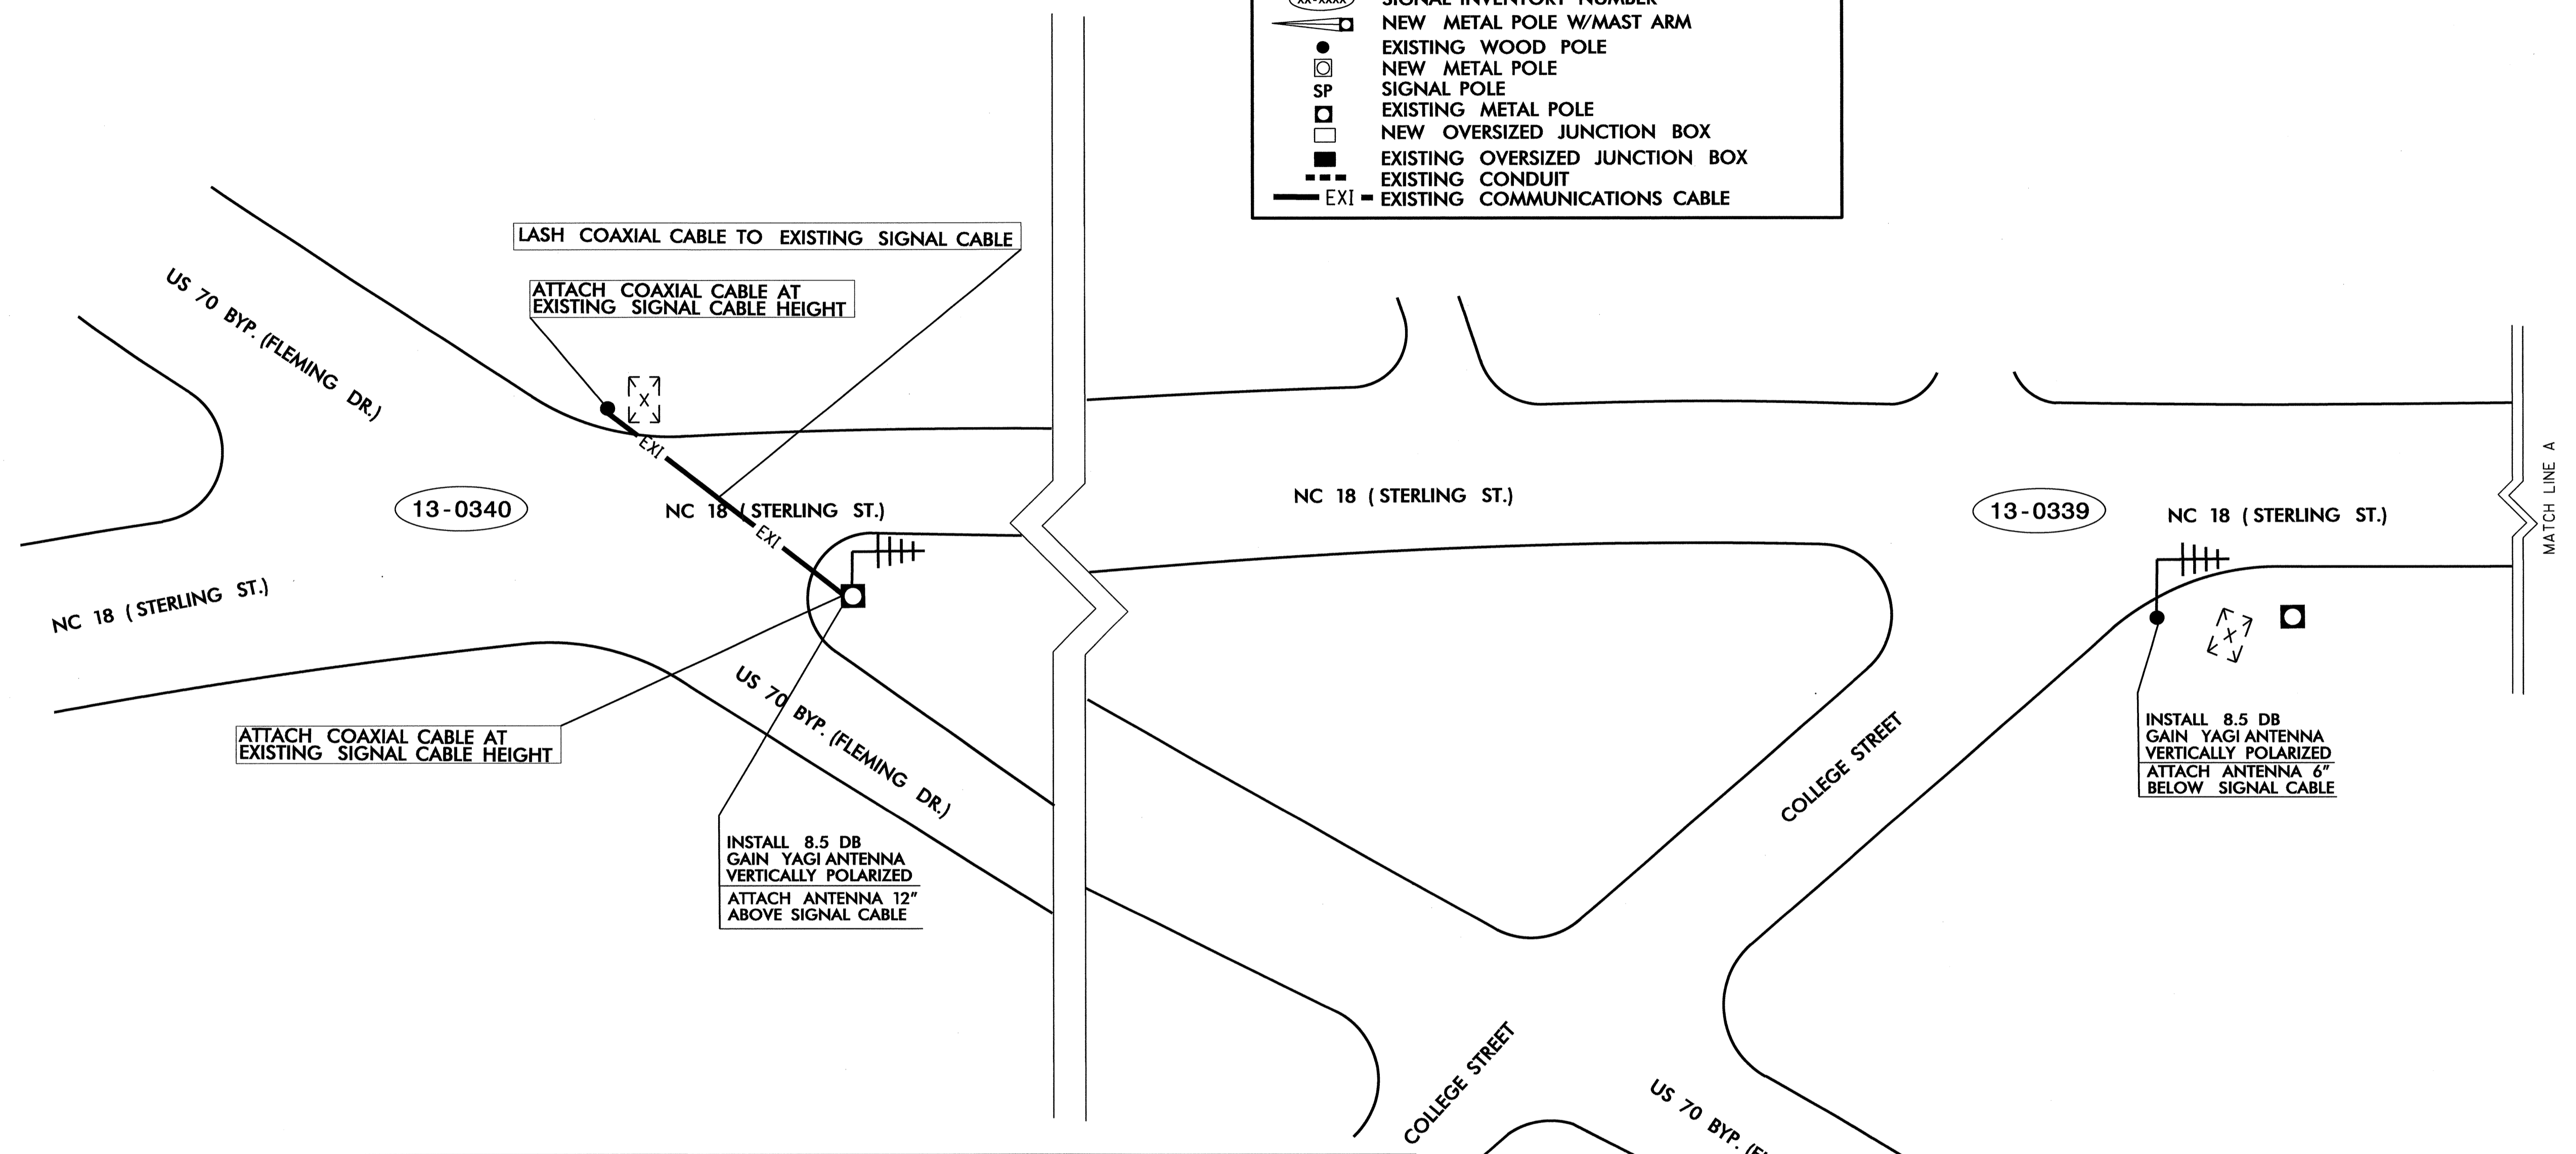 XX-XXXX SIGNAL INVENTORY NUMBER
NEW METAL POLE W/MAST ARM
EXISTING WOOD POLE
NEW METAL POLE
SP SIGNAL POLE
EXISTING METAL POLE
NEW OVERSIZED JUNCTION BOX
EXISTING OVERSIZED JUNCTION BOX
EXISTING CONDUIT
EXI EXISTING COMMUNICATIONS CABLE
LASH COAXIAL CABLE TO EXISTING SIGNAL CABLE
ATTACH COAXIAL CABLE AT
EXISTING SIGNAL CABLE HEIGHT
US 70 BYP. (FLEMING DR.)
X
EXI
13-0340
NC 18 (STERLING ST.)
EXI
NC 18 (STERLING ST.)
NC 18 (STERLING ST.)
13-0339
NC 18 (STERLING ST.)
MATCH LINE A
X
US 70 BYP. (FLEMING DR.)
ATTACH COAXIAL CABLE AT
EXISTING SIGNAL CABLE HEIGHT
INSTALL 8.5 DB
GAIN YAGI ANTENNA
VERTICALLY POLARIZED
ATTACH ANTENNA 12"
ABOVE SIGNAL CABLE
INSTALL 8.5 DB
GAIN YAGI ANTENNA
VERTICALLY POLARIZED
ATTACH ANTENNA 6"
BELOW SIGNAL CABLE
COLLEGE STREET
COLLEGE STREET
US 70 BYP.